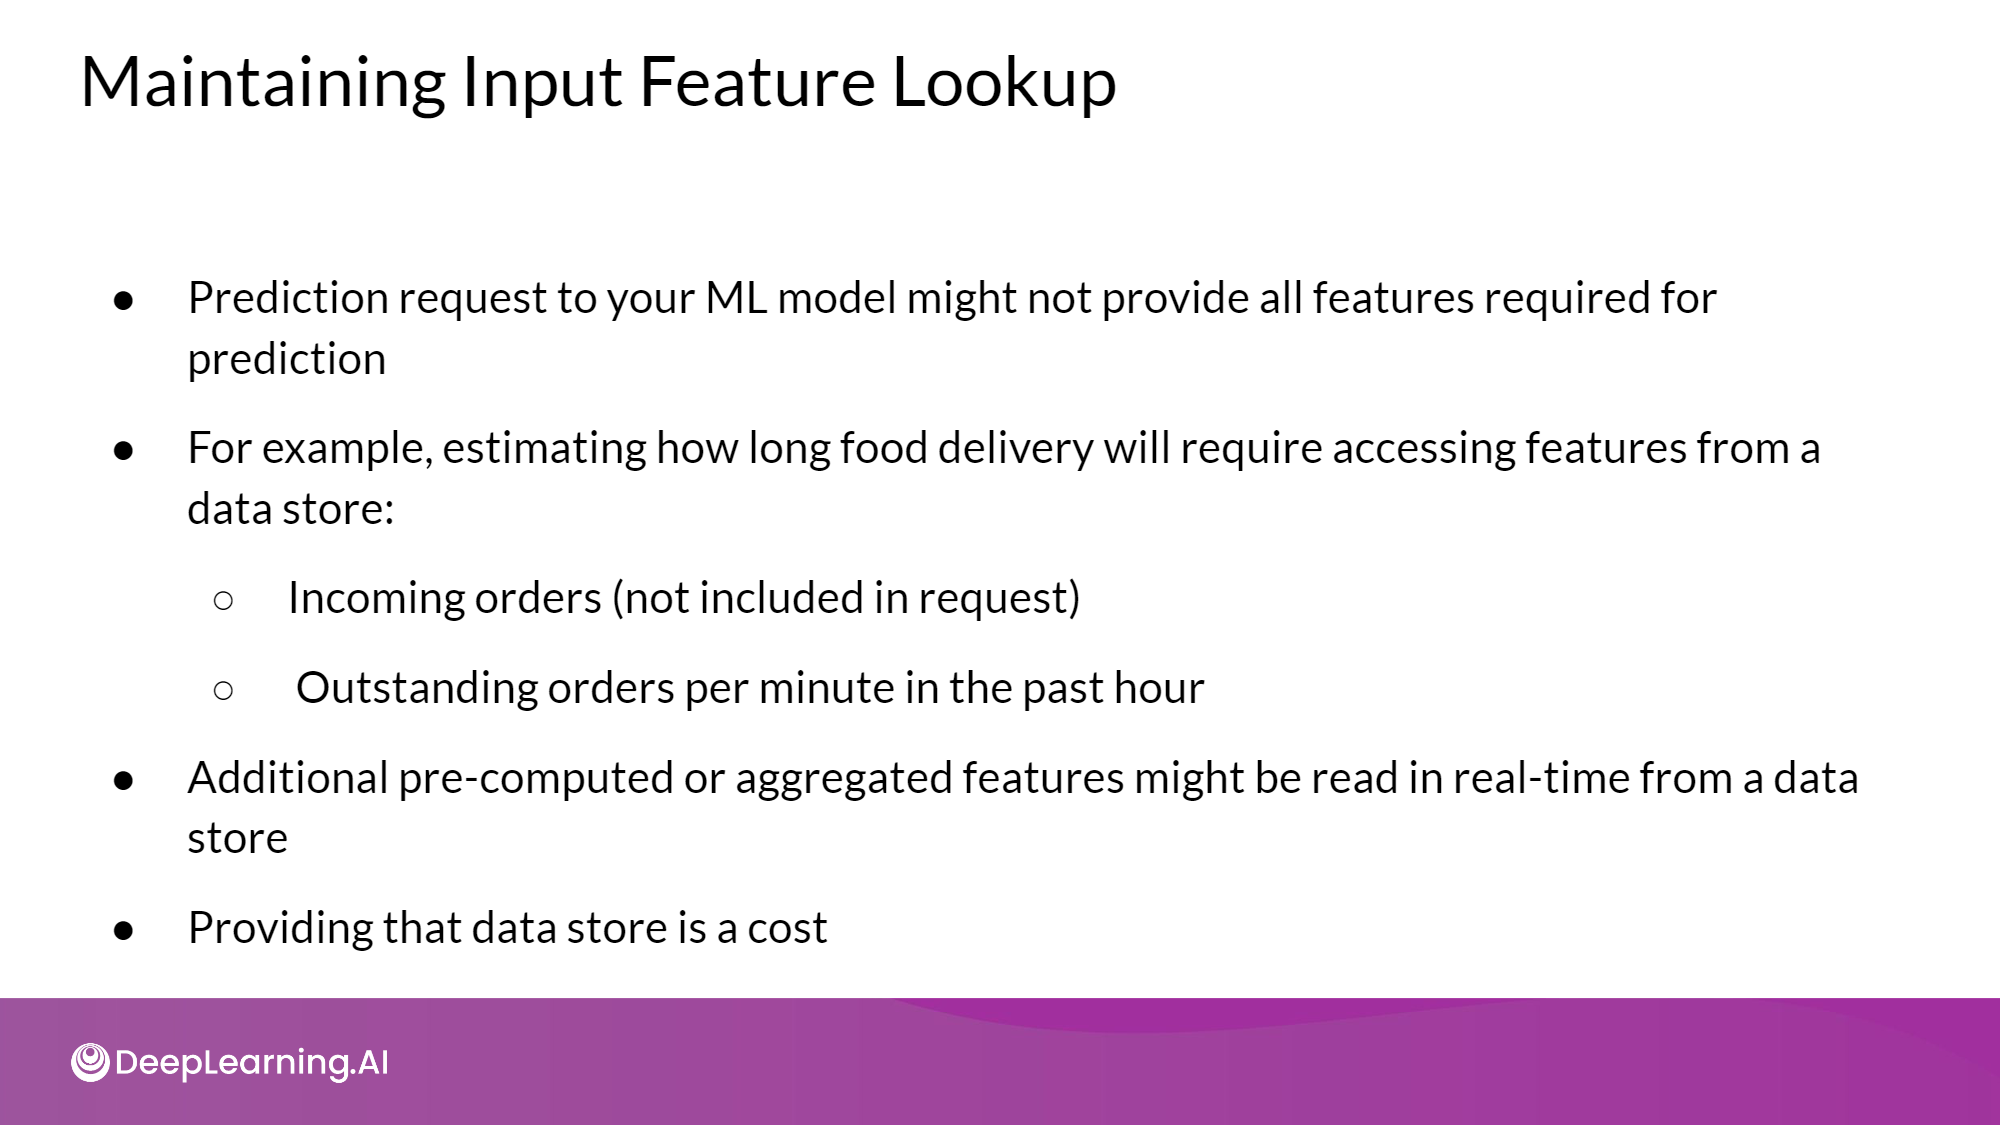 Maintaining Input Feature Lookup
● Prediction request to your ML model might not provide all features required for
prediction
● For example, estimating how long food delivery will require accessing features from a
data store:
○ Incoming orders (not included in request)
○ Outstanding orders per minute in the past hour
● Additional pre-computed or aggregated features might be read in real-time from a data
store
● Providing that data store is a cost
DeepLearning.AI